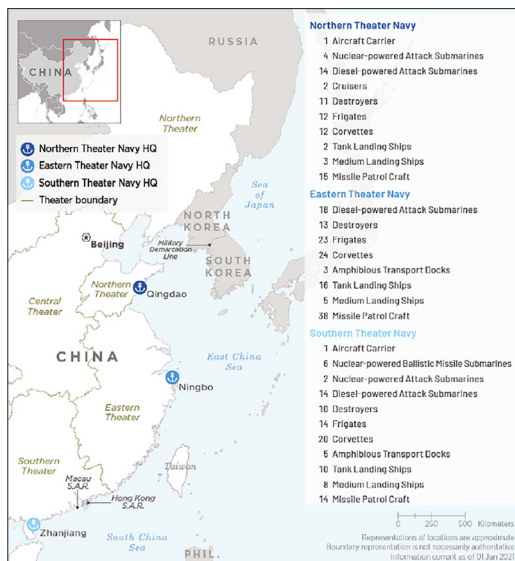 RUSSIA
CHINA
Northern
Theater
Northern Theater Navy HQ
Eastern Theater Navy HQ
Southern Theater Navy HQ
Theater boundary
Sea of
Japan
NORTH
KOREA
Beijing
Military
Demarcation
Line
SOUTH
KOREA
Northern
Theater
Qingdao
Central
Theater
CHINA
East China
Sea
Ningbo
Eastern
Theater
Southern
Theater
Taiwan
Macau
S.A.R.
Hong Kong
S.A.R.
Zhanjiang
South China
Sea
PHIL.
Northern Theater Navy
1 Aircraft Carrier
4 Nuclear-powered Attack Submarines
14 Diesel-powered Attack Submarines
2 Cruisers
11 Destroyers
12 Frigates
12 Corvettes
2 Tank Landing Ships
3 Medium Landing Ships
15 Missile Patrol Craft
Eastern Theater Navy
18 Diesel-powered Attack Submarines
13 Destroyers
23 Frigates
24 Corvettes
3 Amphibious Transport Docks
16 Tank Landing Ships
5 Medium Landing Ships
38 Missile Patrol Craft
Southern Theater Navy
1 Aircraft Carrier
6 Nuclear-powered Ballistic Missile Submarines
2 Nuclear-powered Attack Submarines
14 Diesel-powered Attack Submarines
10 Destroyers
14 Frigates
20 Corvettes
5 Amphibious Transport Docks
10 Tank Landing Ships
8 Medium Landing Ships
14 Missile Patrol Craft
0 250 500 Kilometers
Representations of locations are approximate
Boundary representation is not necessarily authoritative
Information current as of 01 Jan 2021